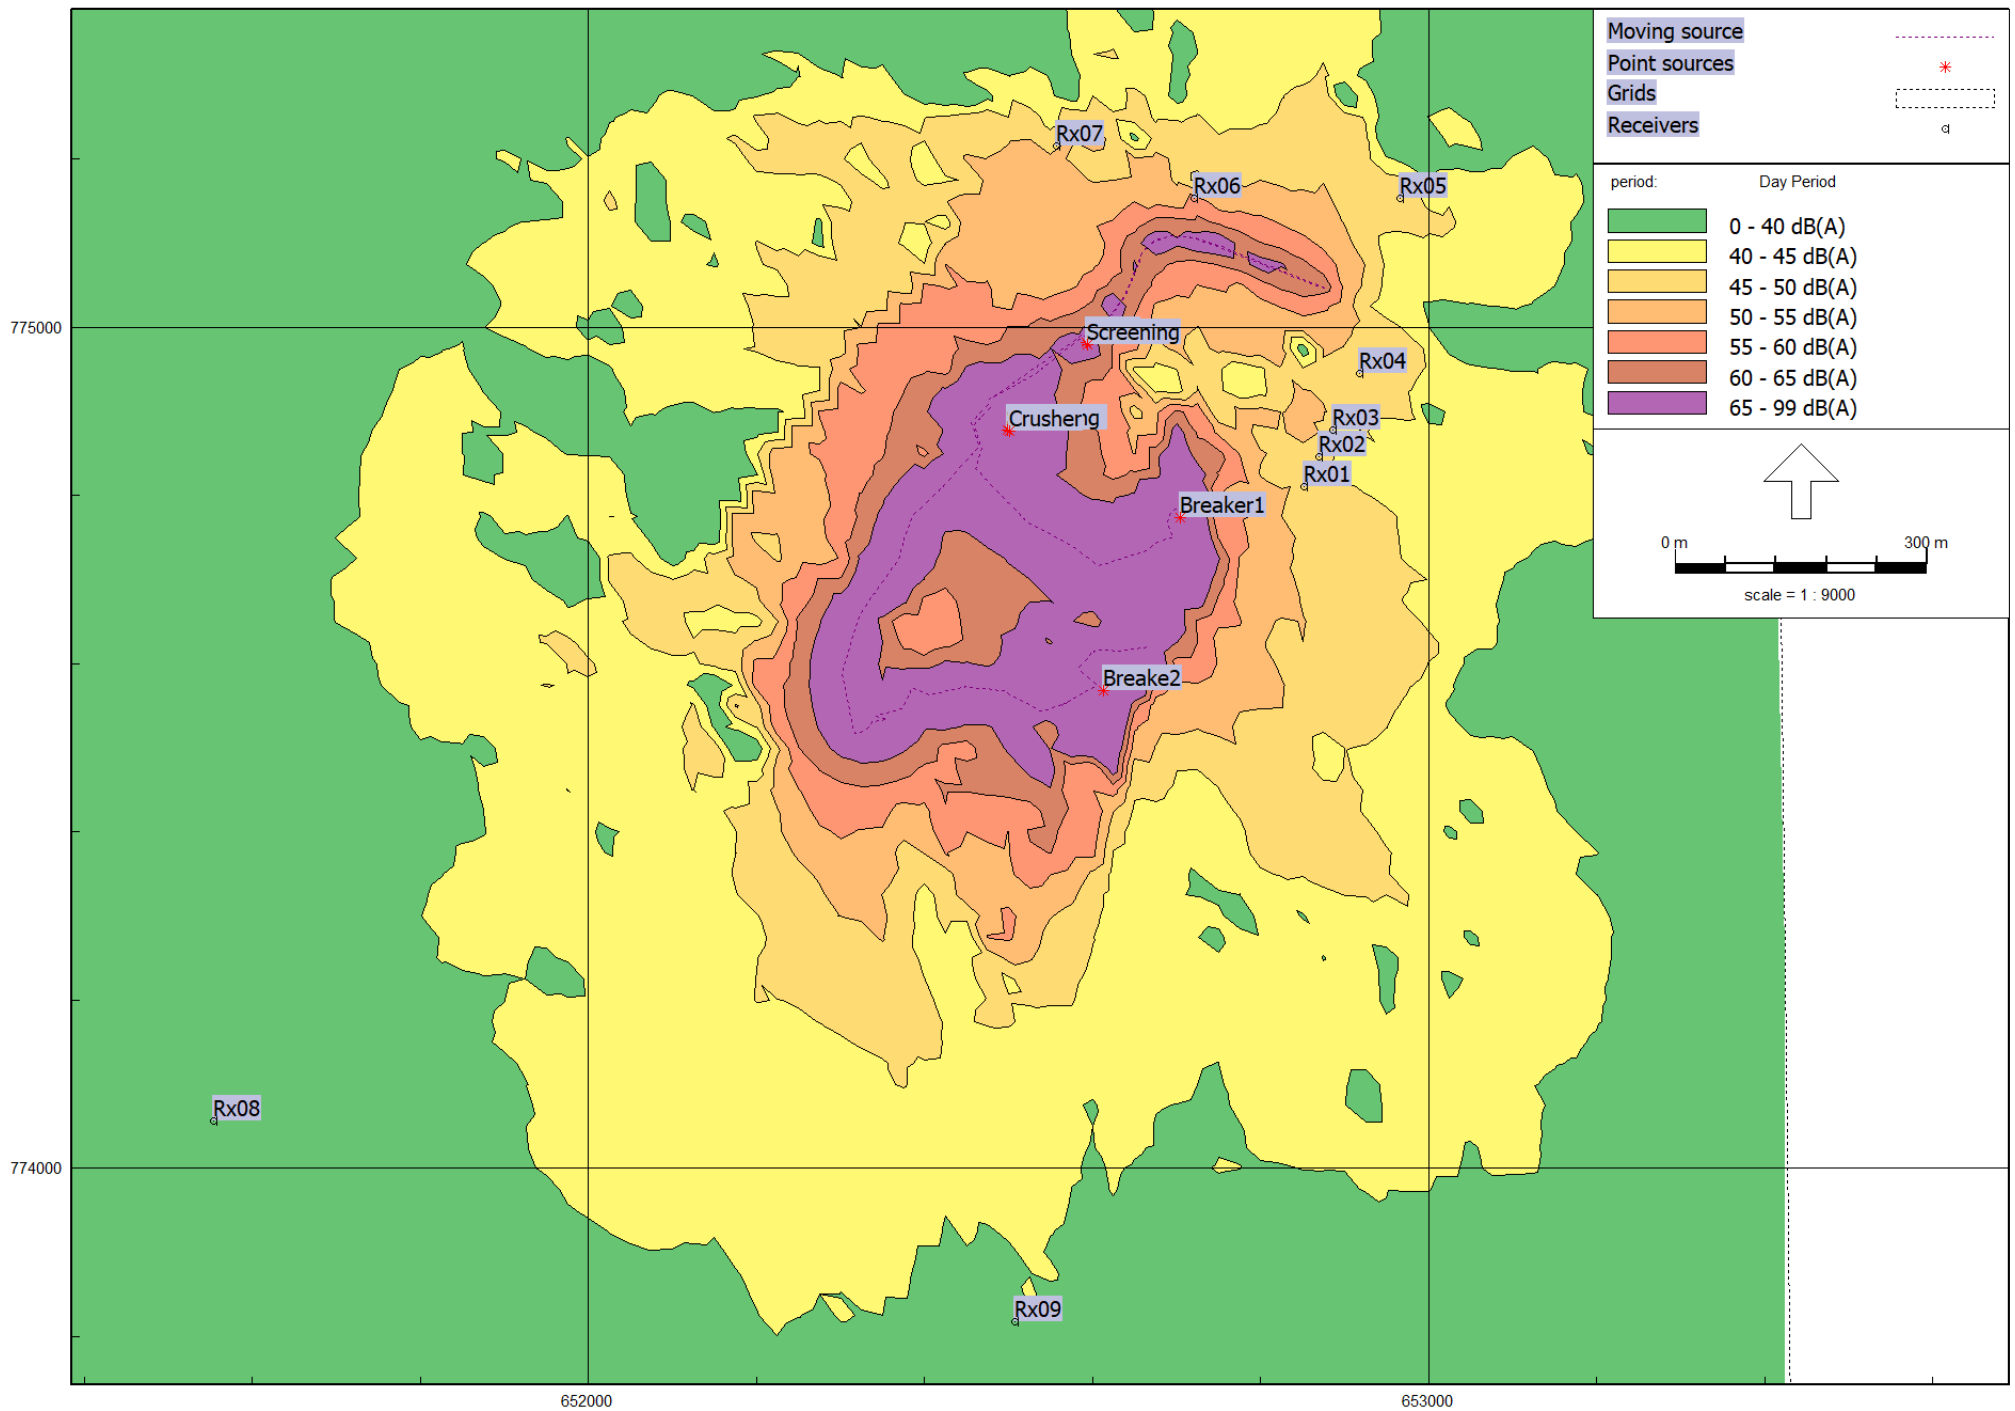 Moving source
Point sources
Grids
Receivers
period: Day Period
0 - 40 dB(A)
40 - 45 dB(A)
45 - 50 dB(A)
50 - 55 dB(A)
55 - 60 dB(A)
60 - 65 dB(A)
65 - 99 dB(A)
0 m 300 m
scale = 1 : 9000
Rx07
Rx06
Rx05
775000
Screening
Rx04
Crusheng
Rx03
Rx02
Rx01
Breaker1
Breake2
Rx08
774000
Rx09
652000 653000